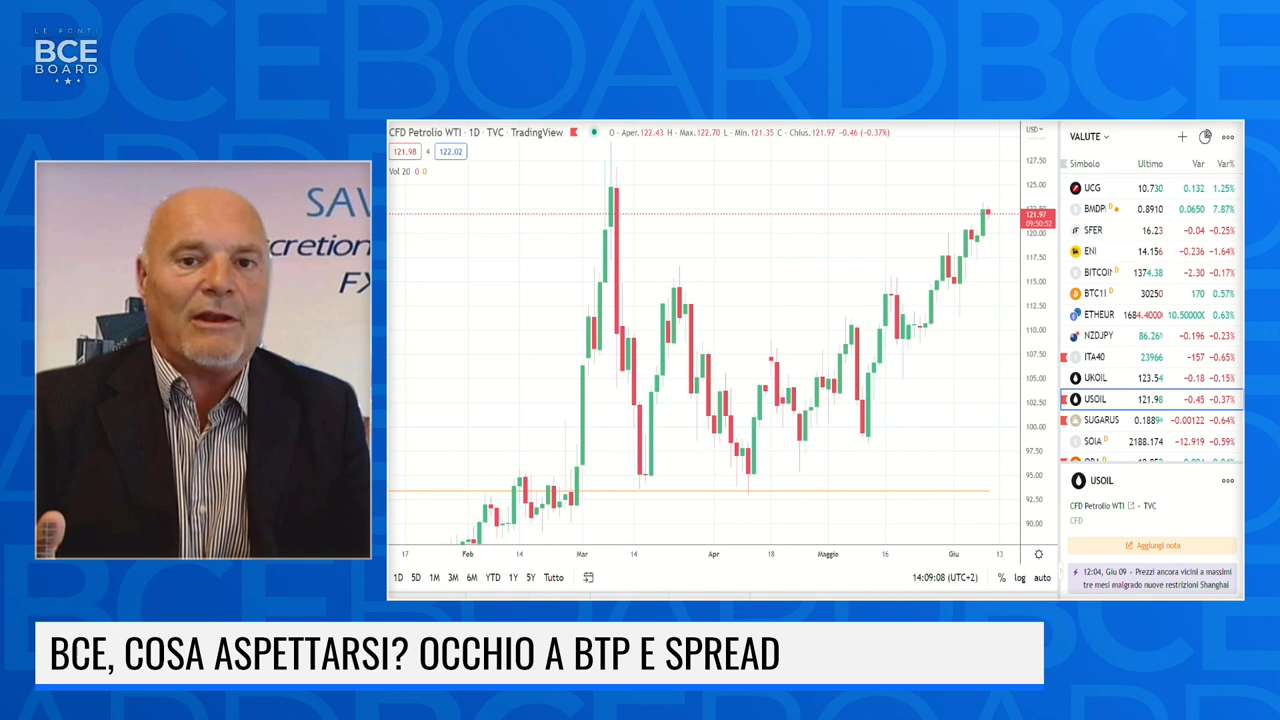 LE FONTI
BCE
BOARD
SAV
cretion
FX
CFD Petrolio WTI · 1D · TVC · TradingView O - Aper. 122.43 H - Max. 122.70 L - Min. 121.35 C - Chius. 121.97 -0.46 (-0.37%)
121.98 4 122.02
Vol 20 0 0
USD
127.50
125.00
121.97
09:50:52
120.00
117.50
115.00
112.50
110.00
107.50
105.00
102.50
100.00
97.50
95.00
92.50
90.00
17 Feb 14 Mar 14 Apr 18 Maggio 16 Giu 13
1D 5D 1M 3M 6M YTD 1Y 5Y Tutto 14:09:08 (UTC+2) % log auto
VALUTE
Simbolo Ultimo Var Var%
UCG 10.730 0.132 1.25%
BMDP D 0.8910 0.0650 7.87%
SFER 16.23 -0.04 -0.25%
ENI 14.156 -0.236 -1.64%
BITCOIN D 1374.38 -2.30 -0.17%
BTC1! D 30250 170 0.57%
ETHEUR 1684.40000 10.500000 0.63%
NZDJPY 86.265 -0.196 -0.23%
ITA40 23966 -157 -0.65%
UKOIL 123.54 -0.18 -0.15%
USOIL 121.98 -0.45 -0.37%
SUGARUS 0.18894 -0.00122 -0.64%
SOIA D 2188.174 -12.919 -0.59%
USOIL
CFD Petrolio WTI · TVC
CFD
Aggiungi nota
12:04, Giu 09 · Prezzi ancora vicini a massimi
tre mesi malgrado nuove restrizioni Shanghai
BCE, COSA ASPETTARSI? OCCHIO A BTP E SPREAD